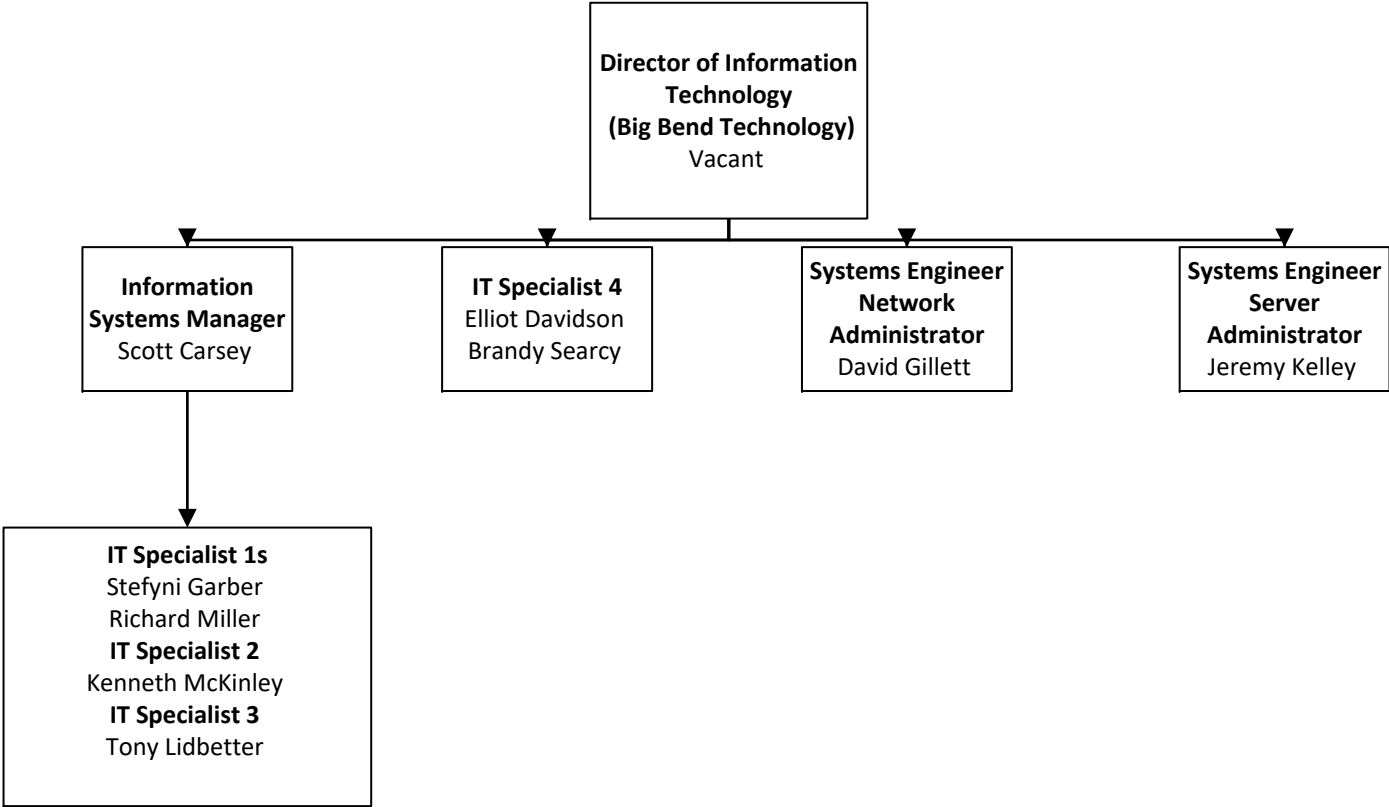 Director of Information
Technology
(Big Bend Technology)
Vacant
Information
Systems Manager
Scott Carsey
IT Specialist 4
Elliot Davidson
Brandy Searcy
Systems Engineer
Network
Administrator
David Gillett
Systems Engineer
Server
Administrator
Jeremy Kelley
IT Specialist 1s
Stefyni Garber
Richard Miller
IT Specialist 2
Kenneth McKinley
IT Specialist 3
Tony Lidbetter